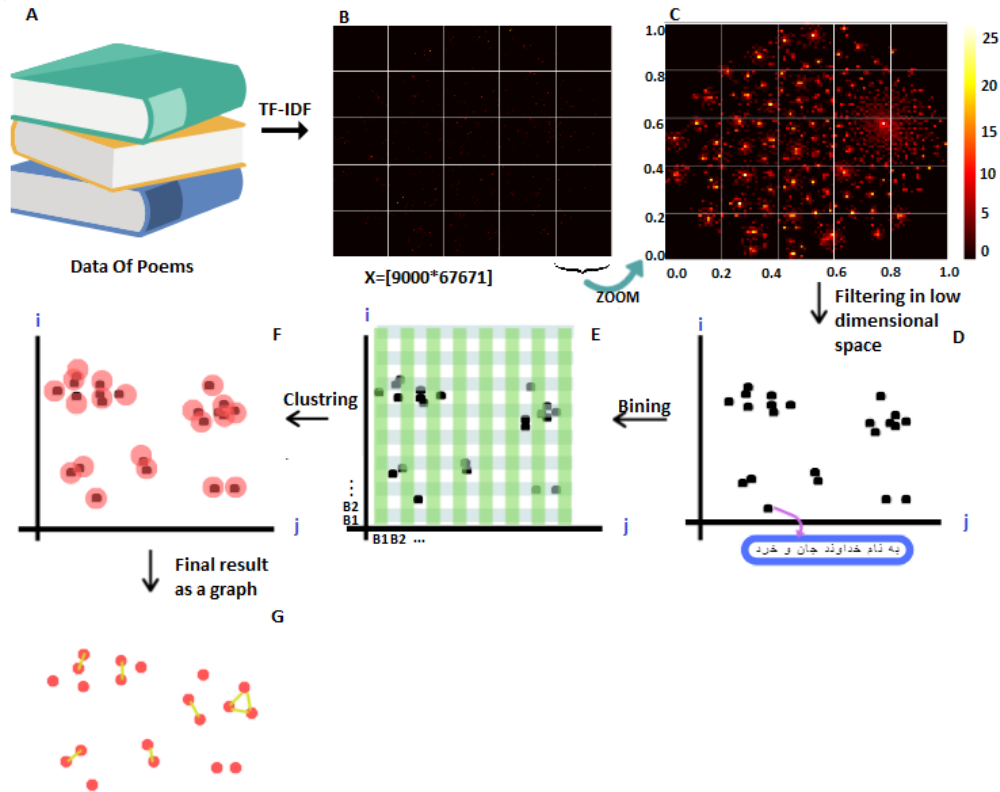 A
B
C
TF-IDF
Data Of Poems
X=[9000*67671]
ZOOM
1.0
0.8
0.6
0.4
0.2
0.0
0.0 0.2 0.4 0.6 0.8 1.0
25
20
15
10
5
0
Filtering in low
dimensional
space
D
i
j
به نام خداوند جان و خرد
Bining
E
i
j
⋮
B2
B1
B1 B2 ...
Clustring
F
i
j
Final result
as a graph
G